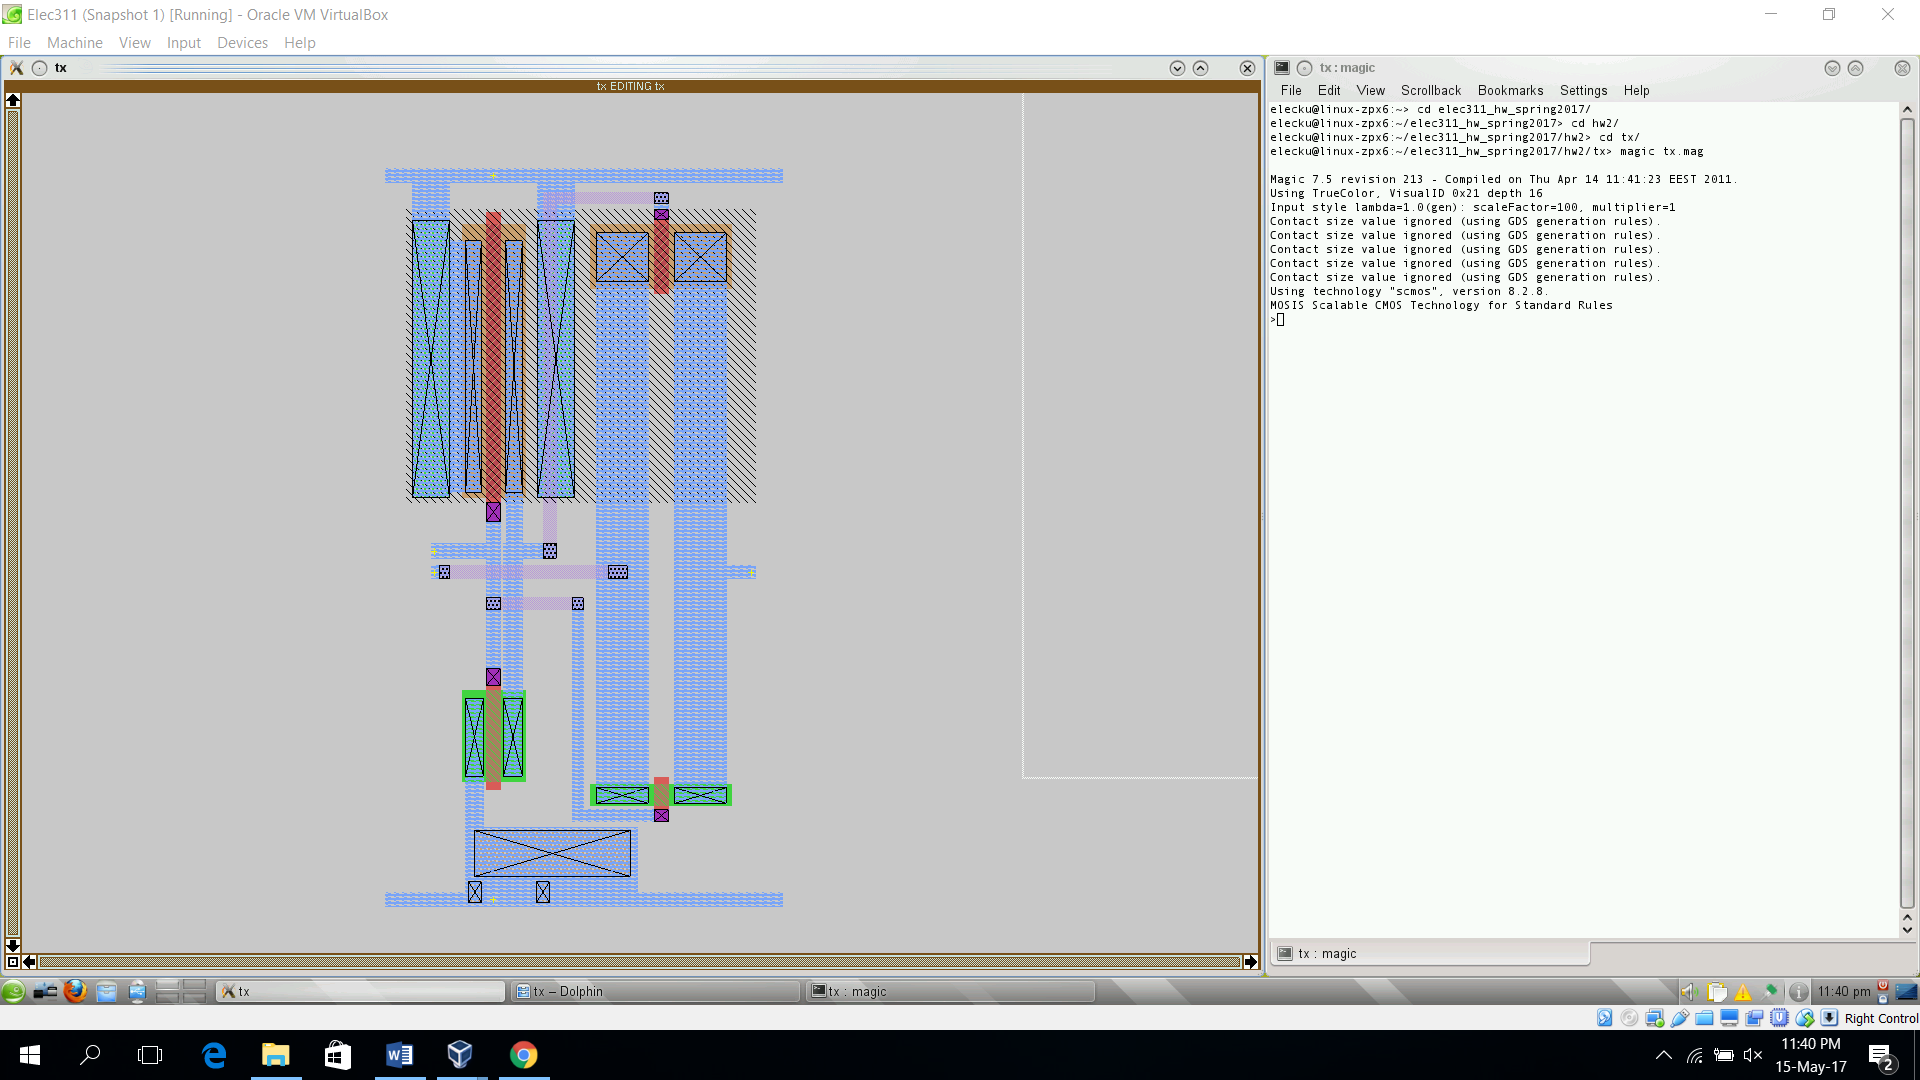 Elec311 (Snapshot 1) [Running] - Oracle VM VirtualBox
File Machine View Input Devices Help
tx
tx EDITING tx
tx : magic
File Edit View Scrollback Bookmarks Settings Help
elecku@linux-zpx6:~> cd elec311_hw_spring2017/
elecku@linux-zpx6:~/elec311_hw_spring2017> cd hw2/
elecku@linux-zpx6:~/elec311_hw_spring2017/hw2> cd tx/
elecku@linux-zpx6:~/elec311_hw_spring2017/hw2/tx> magic tx.mag
Magic 7.5 revision 213 - Compiled on Thu Apr 14 11:41:23 EEST 2011.
Using TrueColor, VisualID 0x21 depth 16
Input style lambda=1.0(gen): scaleFactor=100, multiplier=1
Contact size value ignored (using GDS generation rules).
Contact size value ignored (using GDS generation rules).
Contact size value ignored (using GDS generation rules).
Contact size value ignored (using GDS generation rules).
Contact size value ignored (using GDS generation rules).
Using technology "scmos", version 8.2.8.
MOSIS Scalable CMOS Technology for Standard Rules
>
tx : magic
tx
tx – Dolphin
tx : magic
11:40 pm
Right Control
11:40 PM
15-May-17
2